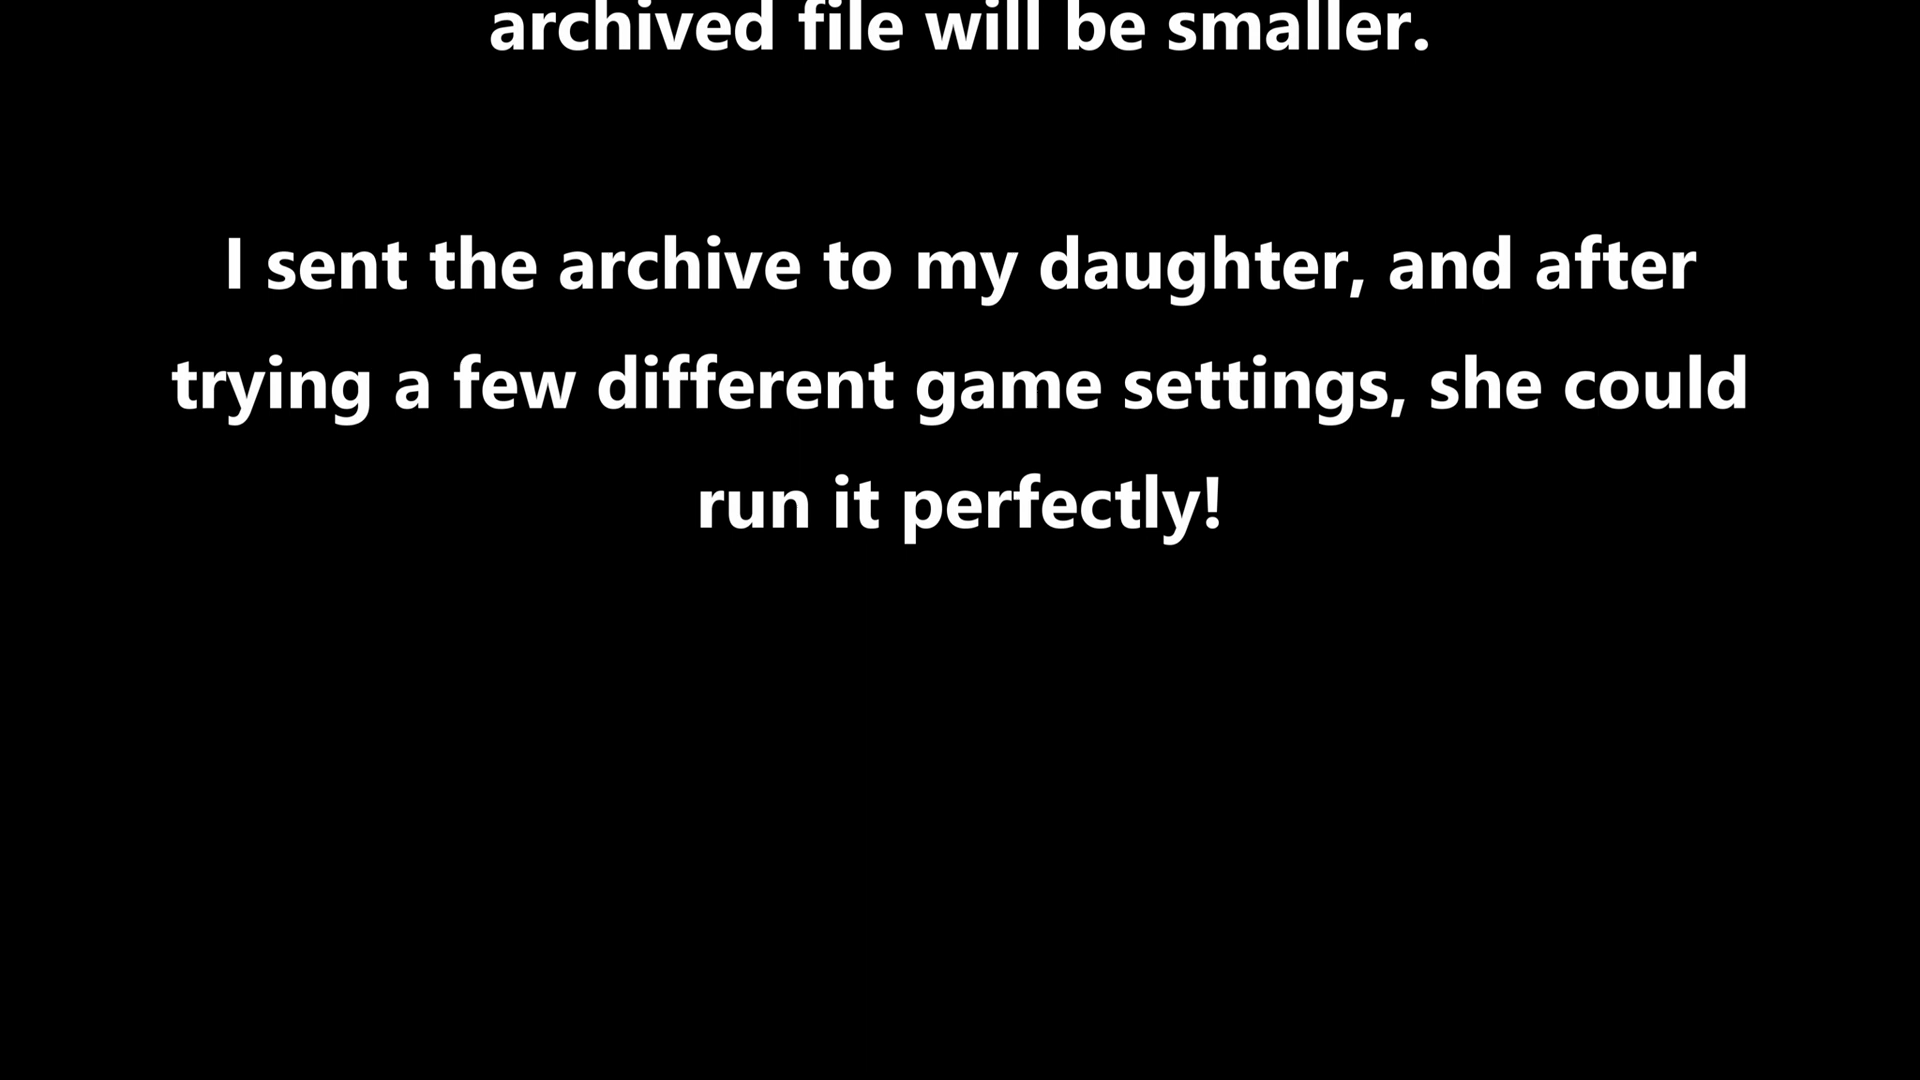 archived file will be smaller.
I sent the archive to my daughter, and after
trying a few different game settings, she could
run it perfectly!